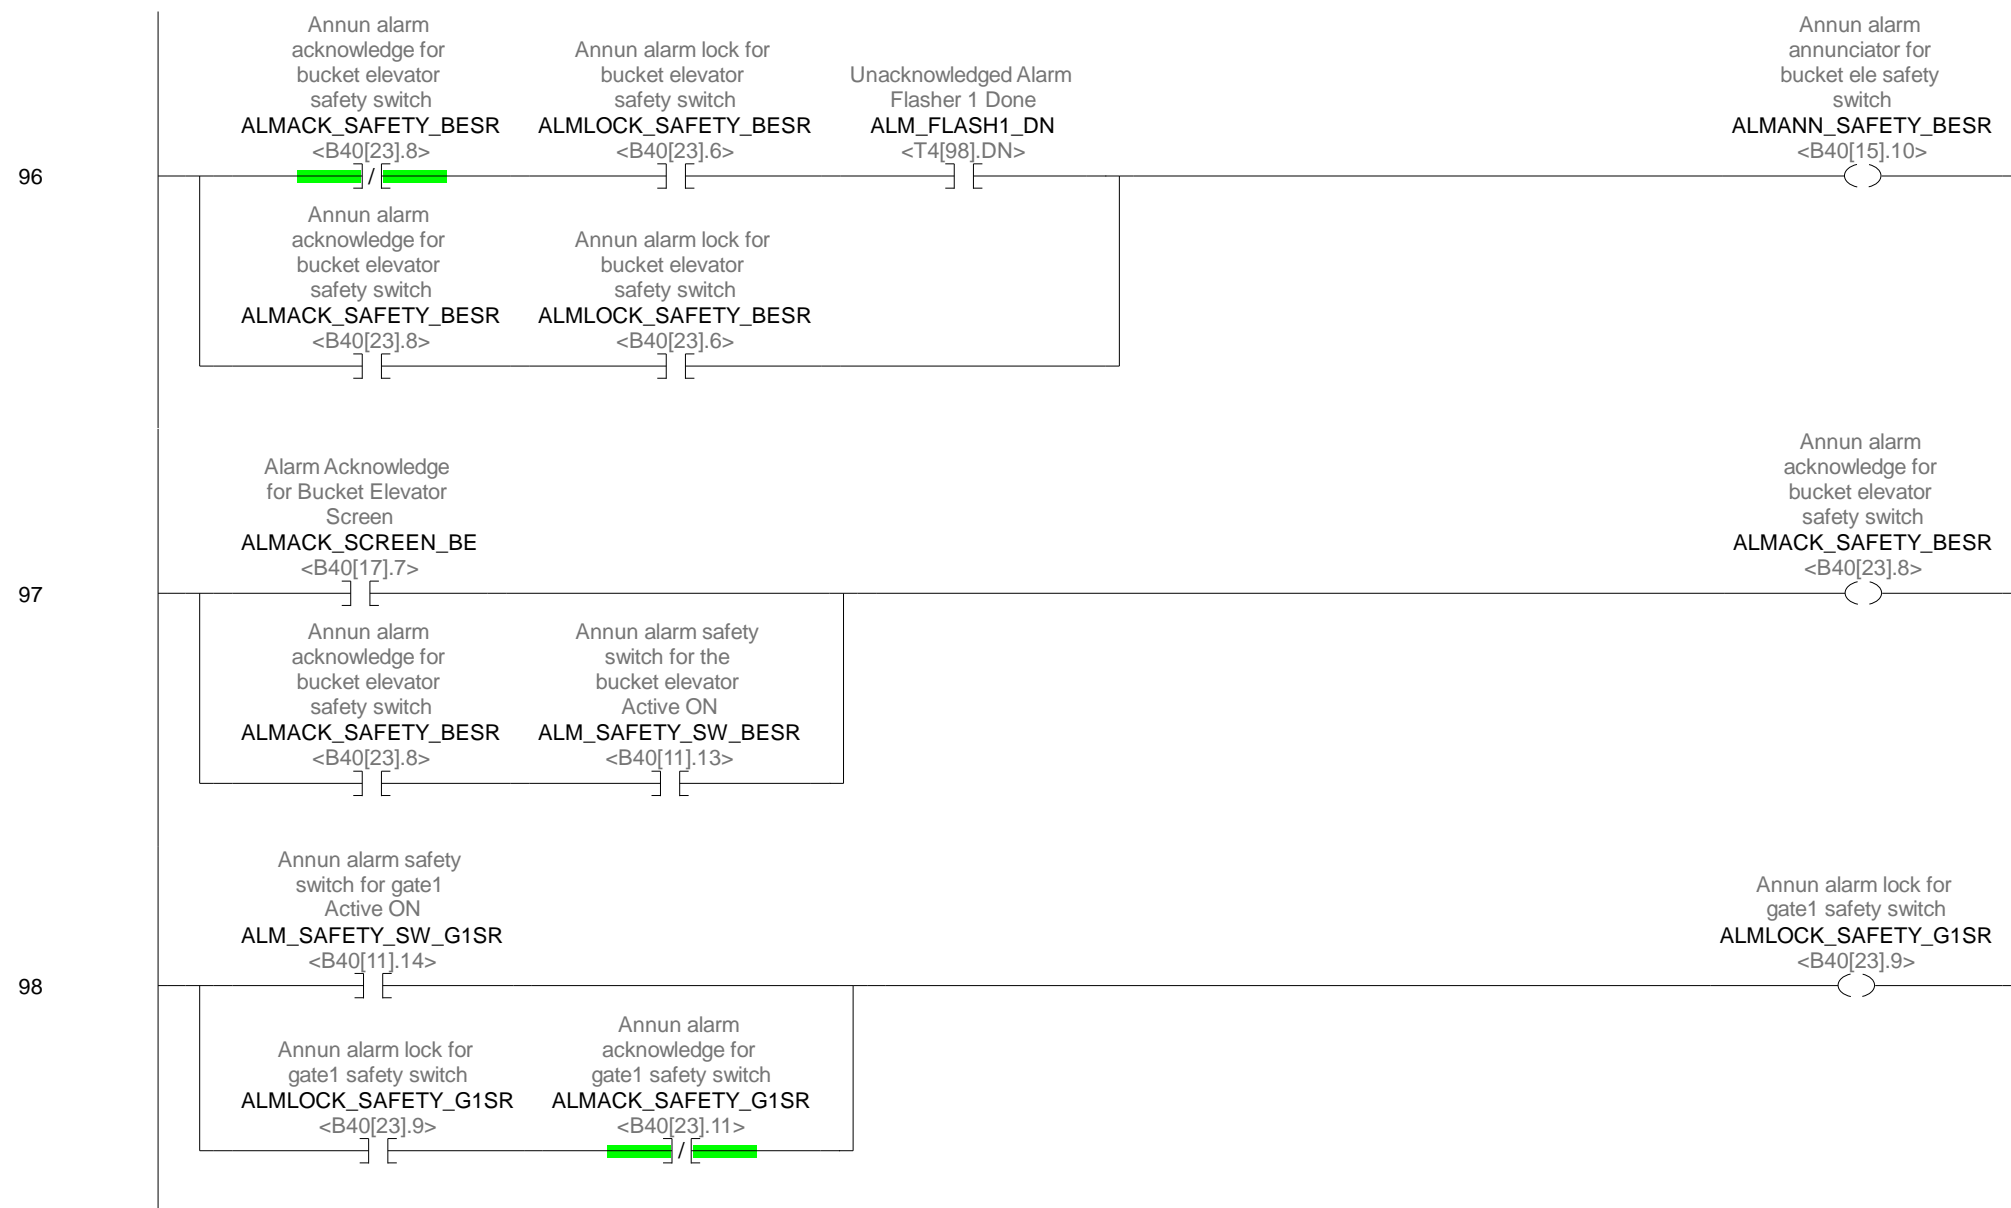 Annun alarm
acknowledge for
bucket elevator
safety switch
ALMACK_SAFETY_BESR
<B40[23].8>
Annun alarm lock for
bucket elevator
safety switch
ALMLOCK_SAFETY_BESR
<B40[23].6>
Unacknowledged Alarm
Flasher 1 Done
ALM_FLASH1_DN
<T4[98].DN>
Annun alarm
annunciator for
bucket ele safety
switch
ALMANN_SAFETY_BESR
<B40[15].10>
96
/
Annun alarm
acknowledge for
bucket elevator
safety switch
ALMACK_SAFETY_BESR
<B40[23].8>
Annun alarm lock for
bucket elevator
safety switch
ALMLOCK_SAFETY_BESR
<B40[23].6>
Alarm Acknowledge
for Bucket Elevator
Screen
ALMACK_SCREEN_BE
<B40[17].7>
Annun alarm
acknowledge for
bucket elevator
safety switch
ALMACK_SAFETY_BESR
<B40[23].8>
97
Annun alarm
acknowledge for
bucket elevator
safety switch
ALMACK_SAFETY_BESR
<B40[23].8>
Annun alarm safety
switch for the
bucket elevator
Active ON
ALM_SAFETY_SW_BESR
<B40[11].13>
Annun alarm safety
switch for gate1
Active ON
ALM_SAFETY_SW_G1SR
<B40[11].14>
Annun alarm lock for
gate1 safety switch
ALMLOCK_SAFETY_G1SR
<B40[23].9>
98
Annun alarm lock for
gate1 safety switch
ALMLOCK_SAFETY_G1SR
<B40[23].9>
Annun alarm
acknowledge for
gate1 safety switch
ALMACK_SAFETY_G1SR
<B40[23].11>
/